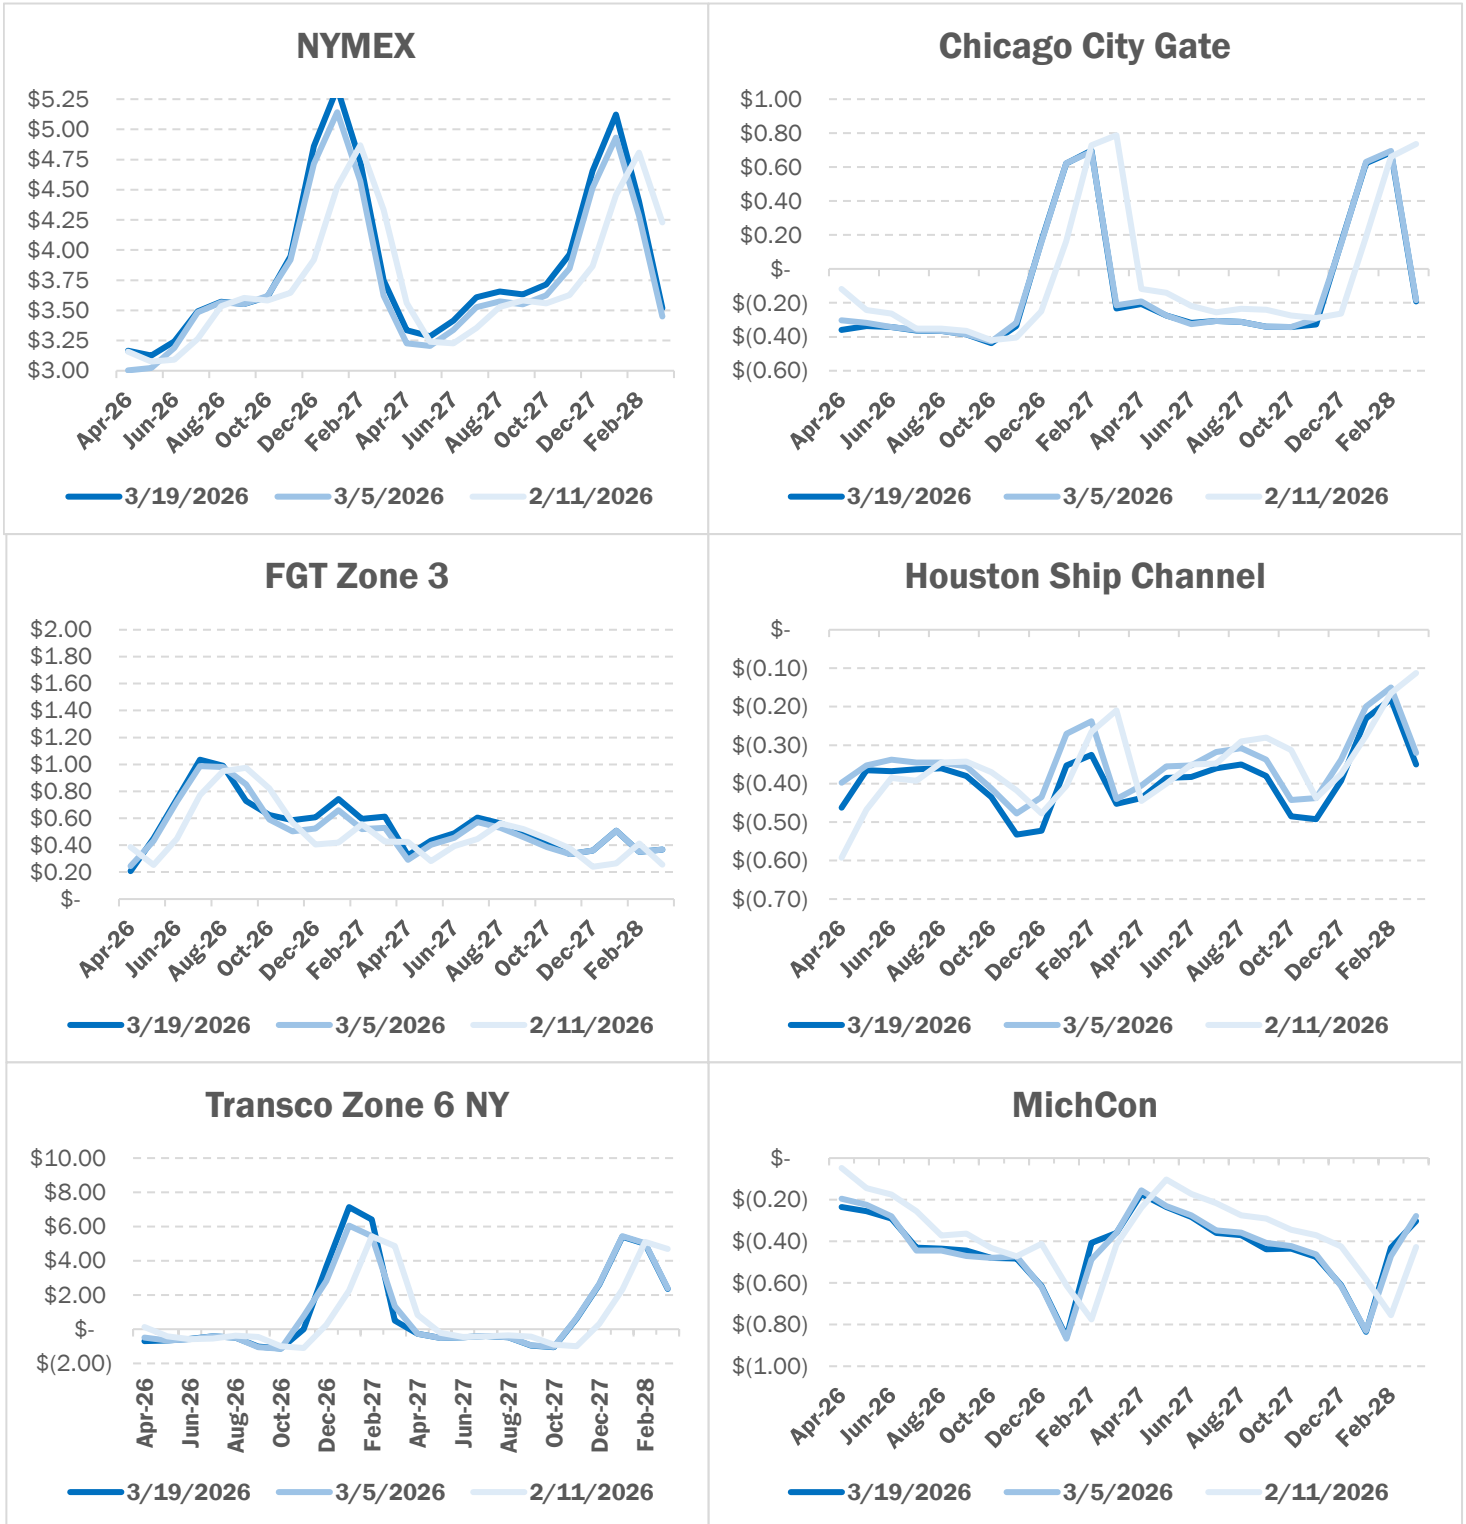 NYMEX
$5.25
$5.00
$4.75
$4.50
$4.25
$4.00
$3.75
$3.50
$3.25
$3.00
Apr-26 Jun-26 Aug-26 Oct-26 Dec-26 Feb-27 Apr-27 Jun-27 Aug-27 Oct-27 Dec-27 Feb-28
3/19/2026 3/5/2026 2/11/2026
Chicago City Gate
$1.00
$0.80
$0.60
$0.40
$0.20
$-
$(0.20)
$(0.40)
$(0.60)
Apr-26 Jun-26 Aug-26 Oct-26 Dec-26 Feb-27 Apr-27 Jun-27 Aug-27 Oct-27 Dec-27 Feb-28
3/19/2026 3/5/2026 2/11/2026
FGT Zone 3
$2.00
$1.80
$1.60
$1.40
$1.20
$1.00
$0.80
$0.60
$0.40
$0.20
$-
Apr-26 Jun-26 Aug-26 Oct-26 Dec-26 Feb-27 Apr-27 Jun-27 Aug-27 Oct-27 Dec-27 Feb-28
3/19/2026 3/5/2026 2/11/2026
Houston Ship Channel
$-
$(0.10)
$(0.20)
$(0.30)
$(0.40)
$(0.50)
$(0.60)
$(0.70)
Apr-26 Jun-26 Aug-26 Oct-26 Dec-26 Feb-27 Apr-27 Jun-27 Aug-27 Oct-27 Dec-27 Feb-28
3/19/2026 3/5/2026 2/11/2026
Transco Zone 6 NY
$10.00
$8.00
$6.00
$4.00
$2.00
$-
$(2.00)
Apr-26 Jun-26 Aug-26 Oct-26 Dec-26 Feb-27 Apr-27 Jun-27 Aug-27 Oct-27 Dec-27 Feb-28
3/19/2026 3/5/2026 2/11/2026
MichCon
$-
$(0.20)
$(0.40)
$(0.60)
$(0.80)
$(1.00)
Apr-26 Jun-26 Aug-26 Oct-26 Dec-26 Feb-27 Apr-27 Jun-27 Aug-27 Oct-27 Dec-27 Feb-28
3/19/2026 3/5/2026 2/11/2026